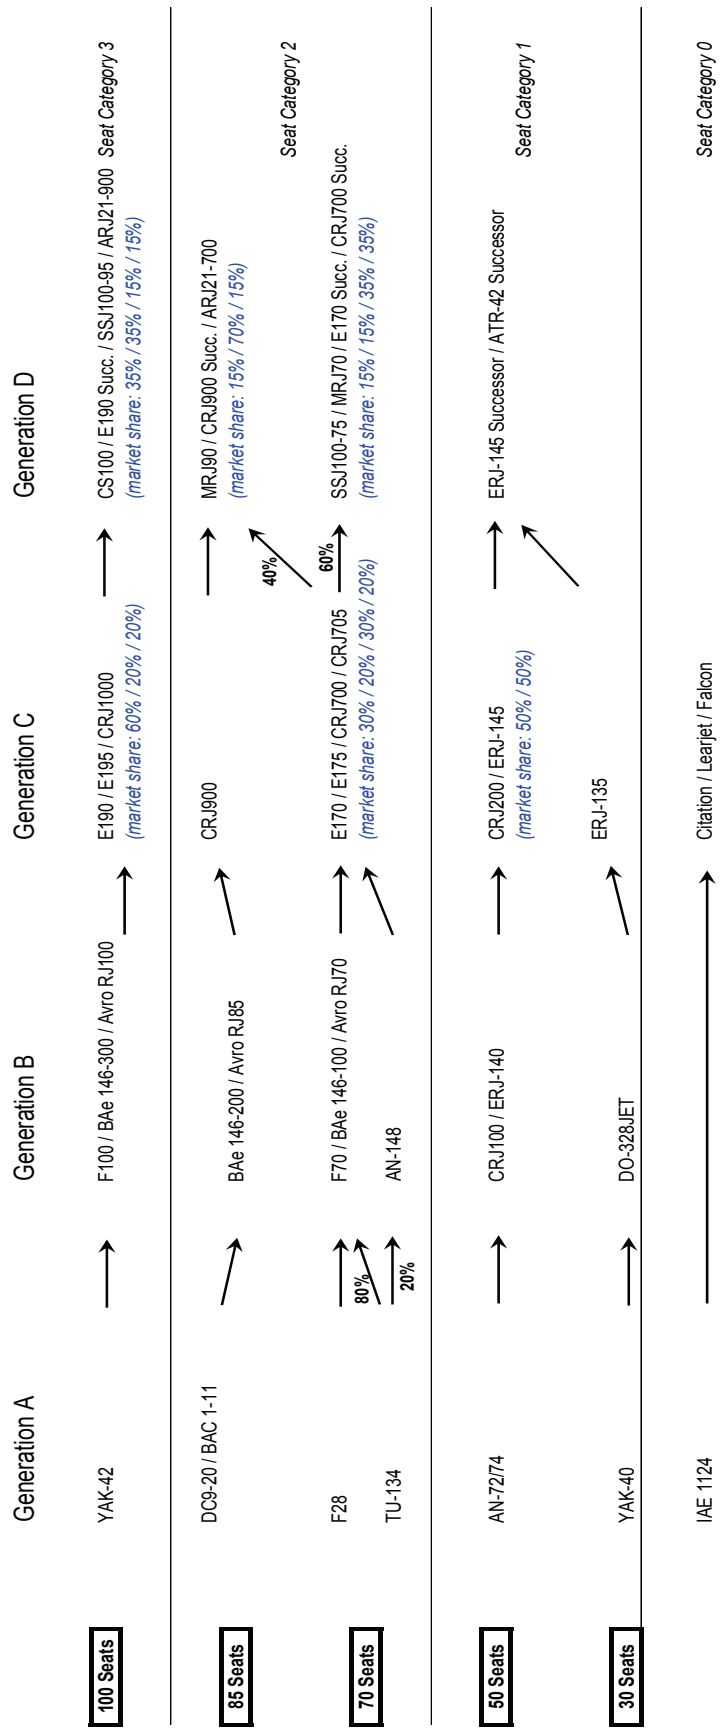 Generation A
Generation B
Generation C
Generation D
100 Seats
YAK-42
F100 / BAe 146-300 / Avro RJ100
E190 / E195 / CRJ1000
(market share: 60% / 20% / 20%)
CS100 / E190 Succ. / SSJ100-95 / ARJ21-900
(market share: 35% / 35% / 15% / 15%)
Seat Category 3
85 Seats
DC9-20 / BAC 1-11
BAe 146-200 / Avro RJ85
CRJ900
MRJ90 / CRJ900 Succ. / ARJ21-700
(market share: 15% / 70% / 15%)
40%
Seat Category 2
70 Seats
F28
F70 / BAe 146-100 / Avro RJ70
E170 / E175 / CRJ700 / CRJ705
(market share: 30% / 20% / 30% / 20%)
60%
SSJ100-75 / MRJ70 / E170 Succ. / CRJ700 Succ.
(market share: 15% / 15% / 35% / 35%)
80%
TU-134
20%
AN-148
50 Seats
AN-72/74
CRJ100 / ERJ-140
CRJ200 / ERJ-145
(market share: 50% / 50%)
ERJ-145 Successor / ATR-42 Successor
Seat Category 1
30 Seats
YAK-40
DO-328JET
ERJ-135
IAE 1124
Citation / Learjet / Falcon
Seat Category 0